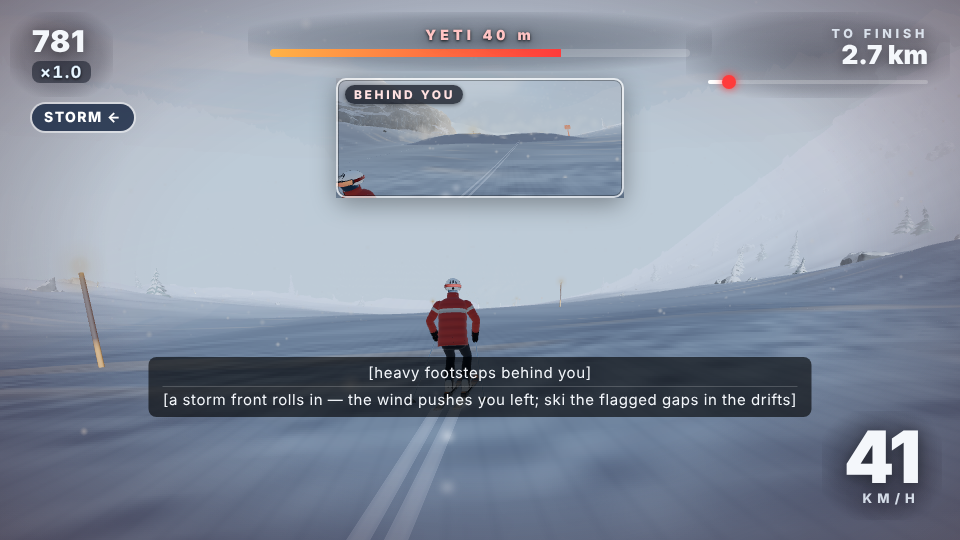 781
×1.0
STORM ←
YETI 40 m
BEHIND YOU
TO FINISH
2.7 km
[heavy footsteps behind you]
[a storm front rolls in — the wind pushes you left; ski the flagged gaps in the drifts]
41
KM/H